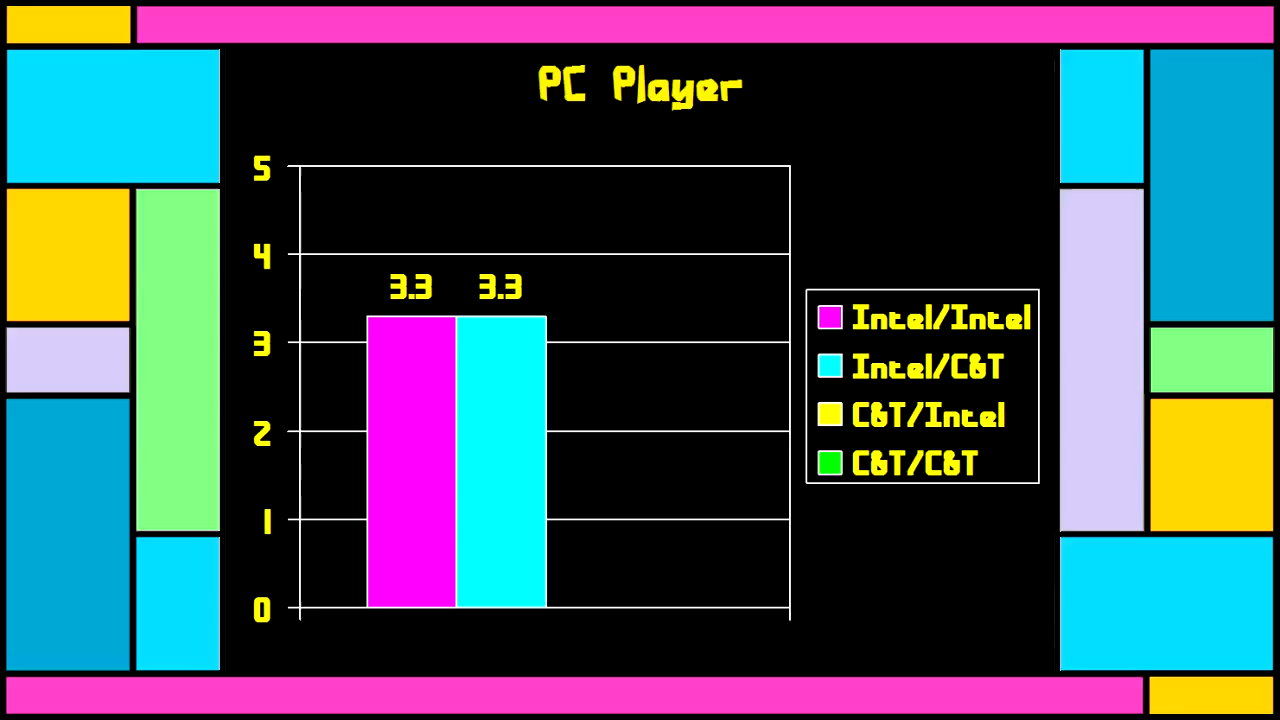 PC Player
5
4
3
2
1
0
3.3 3.3
Intel/Intel
Intel/C&T
C&T/Intel
C&T/C&T